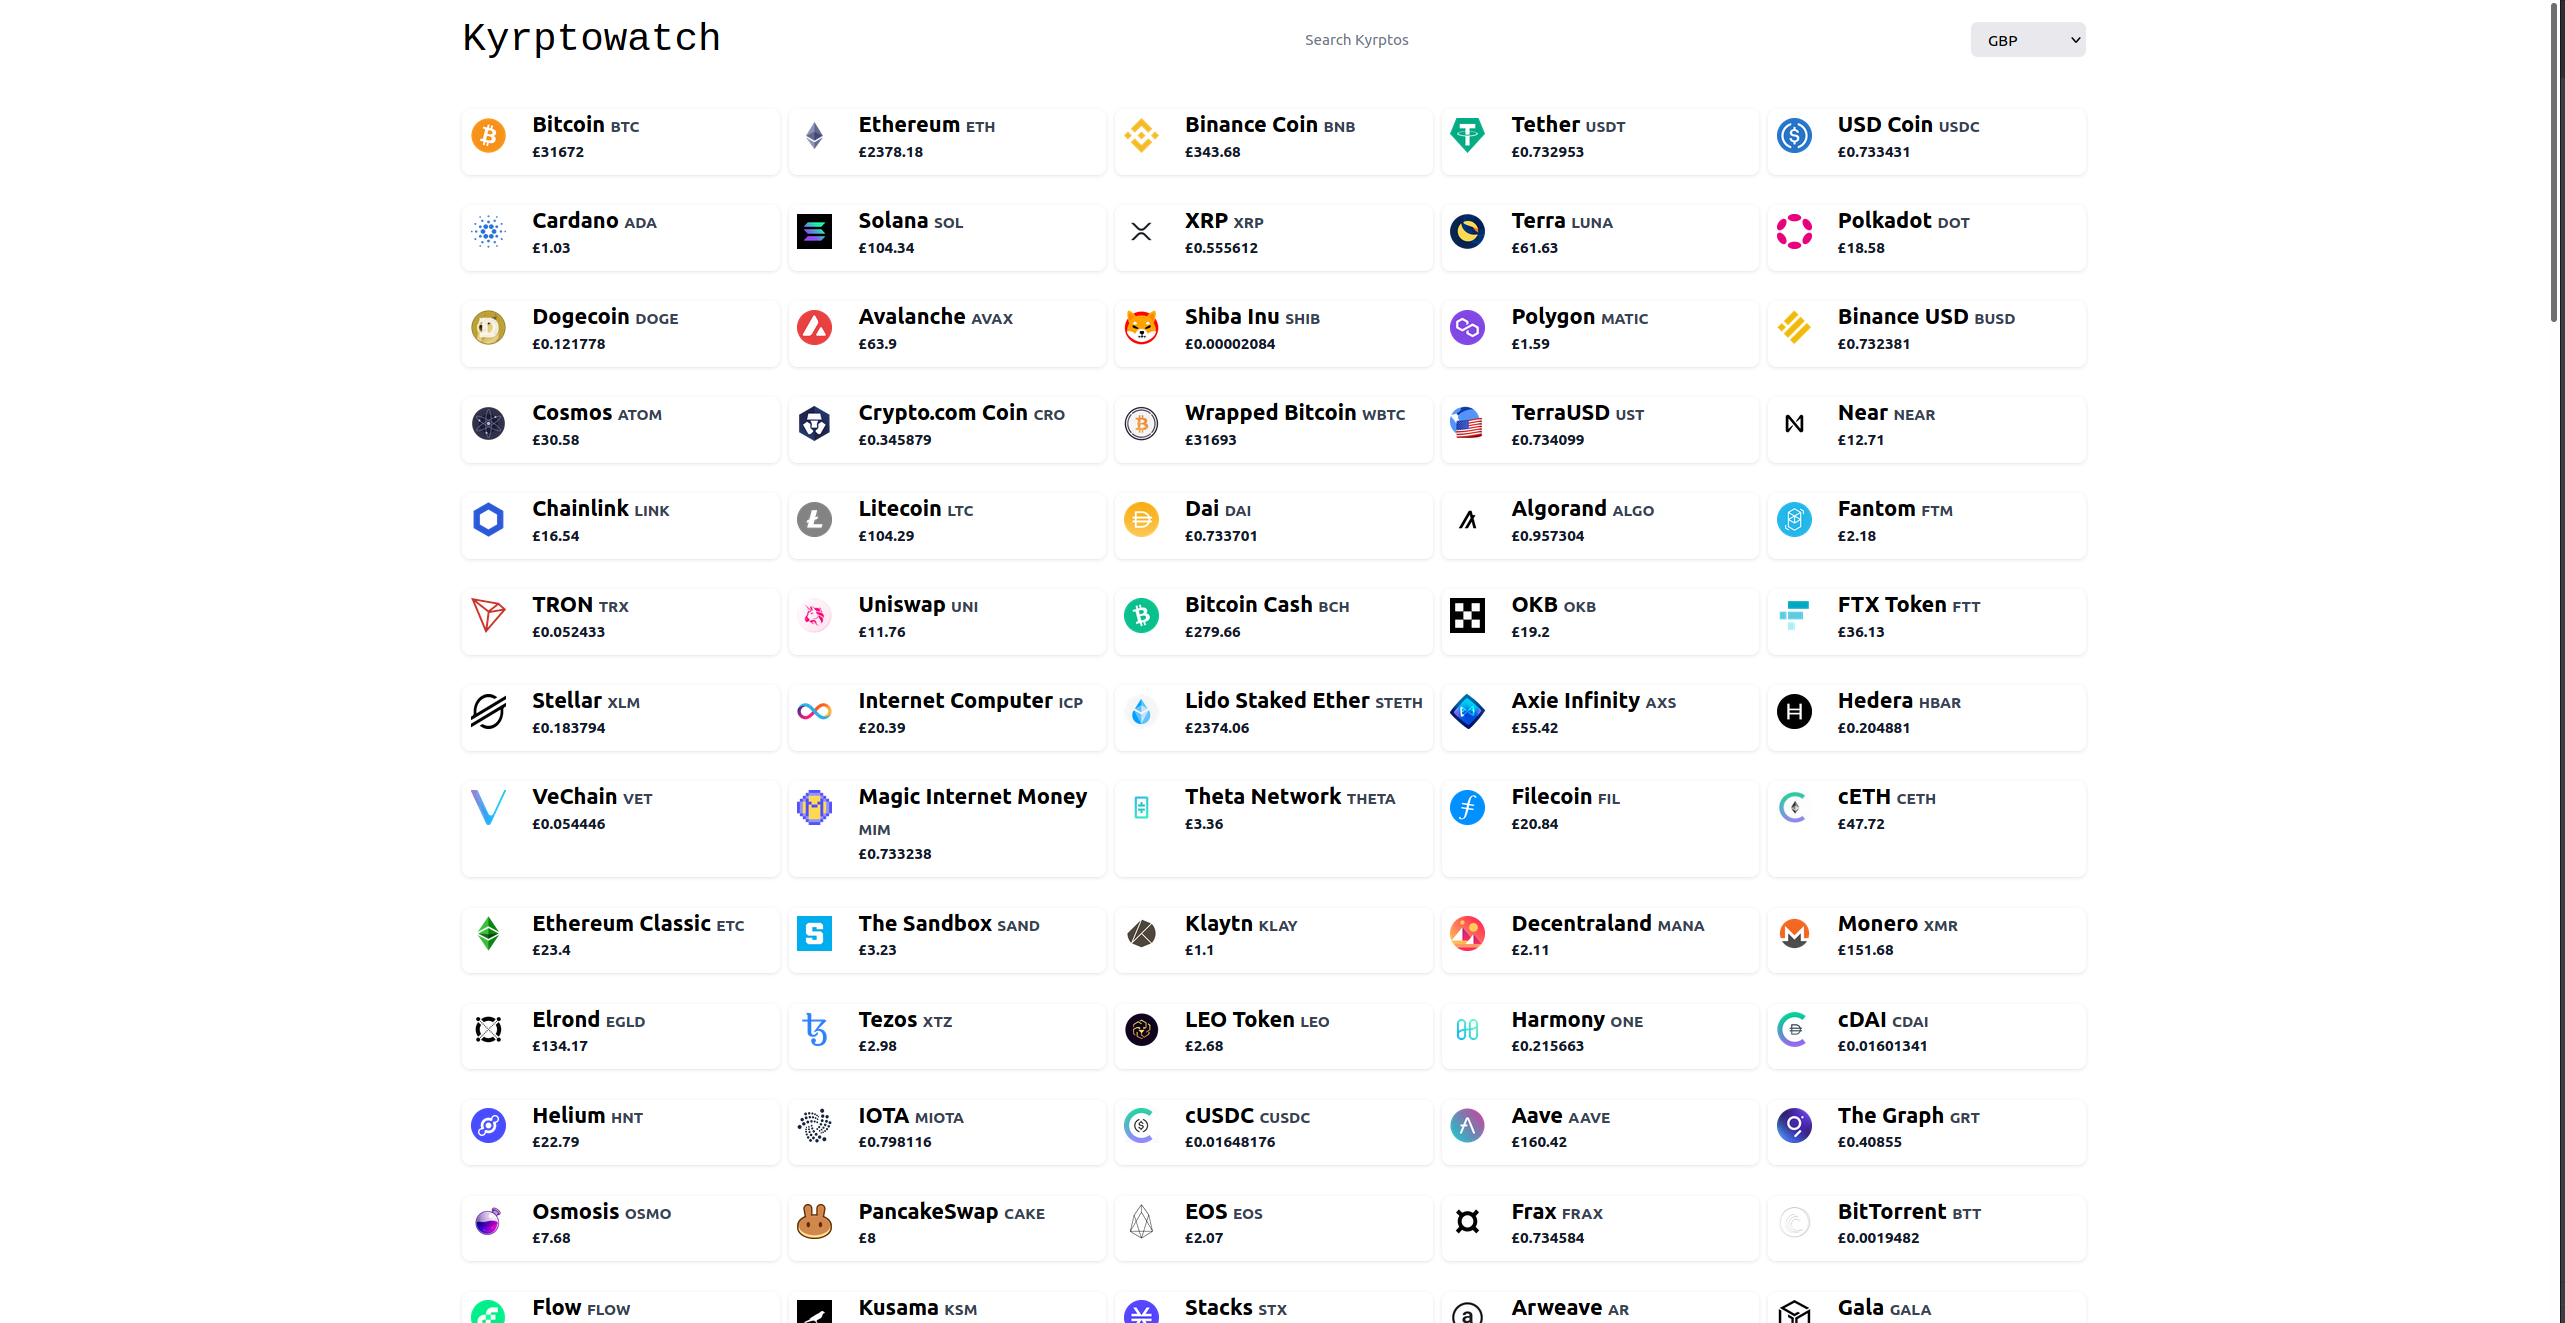 Kyrptowatch
Search Kyrptos
GBP
Bitcoin BTC
£31672
Ethereum ETH
£2378.18
Binance Coin BNB
£343.68
Tether USDT
£0.732953
USD Coin USDC
£0.733431
Cardano ADA
£1.03
Solana SOL
£104.34
XRP XRP
£0.555612
Terra LUNA
£61.63
Polkadot DOT
£18.58
Dogecoin DOGE
£0.121778
Avalanche AVAX
£63.9
Shiba Inu SHIB
£0.00002084
Polygon MATIC
£1.59
Binance USD BUSD
£0.732381
Cosmos ATOM
£30.58
Crypto.com Coin CRO
£0.345879
Wrapped Bitcoin WBTC
£31693
TerraUSD UST
£0.734099
Near NEAR
£12.71
Chainlink LINK
£16.54
Litecoin LTC
£104.29
Dai DAI
£0.733701
Algorand ALGO
£0.957304
Fantom FTM
£2.18
TRON TRX
£0.052433
Uniswap UNI
£11.76
Bitcoin Cash BCH
£279.66
OKB OKB
£19.2
FTX Token FTT
£36.13
Stellar XLM
£0.183794
Internet Computer ICP
£20.39
Lido Staked Ether STETH
£2374.06
Axie Infinity AXS
£55.42
Hedera HBAR
£0.204881
VeChain VET
£0.054446
Magic Internet Money
MIM
£0.733238
Theta Network THETA
£3.36
Filecoin FIL
£20.84
cETH CETH
£47.72
Ethereum Classic ETC
£23.4
The Sandbox SAND
£3.23
Klaytn KLAY
£1.1
Decentraland MANA
£2.11
Monero XMR
£151.68
Elrond EGLD
£134.17
Tezos XTZ
£2.98
LEO Token LEO
£2.68
Harmony ONE
£0.215663
cDAI CDAI
£0.01601341
Helium HNT
£22.79
IOTA MIOTA
£0.798116
cUSDC CUSDC
£0.01648176
Aave AAVE
£160.42
The Graph GRT
£0.40855
Osmosis OSMO
£7.68
PancakeSwap CAKE
£8
EOS EOS
£2.07
Frax FRAX
£0.734584
BitTorrent BTT
£0.0019482
Flow FLOW
Kusama KSM
Stacks STX
Arweave AR
Gala GALA